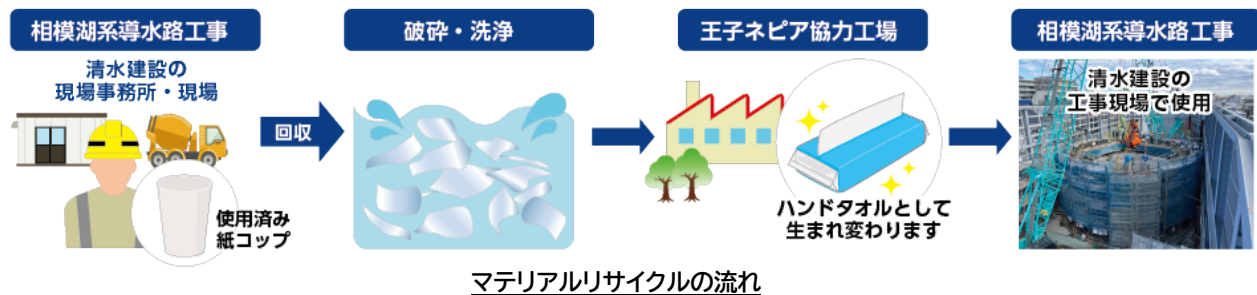 相模湖系導水路工事
清水建設の
現場事務所・現場
使用済み
紙コップ
回収
破砕・洗浄
王子ネピア協力工場
ハンドタオルとして
生まれ変わります
相模湖系導水路工事
清水建設の
工事現場で使用
マテリアルリサイクルの流れ